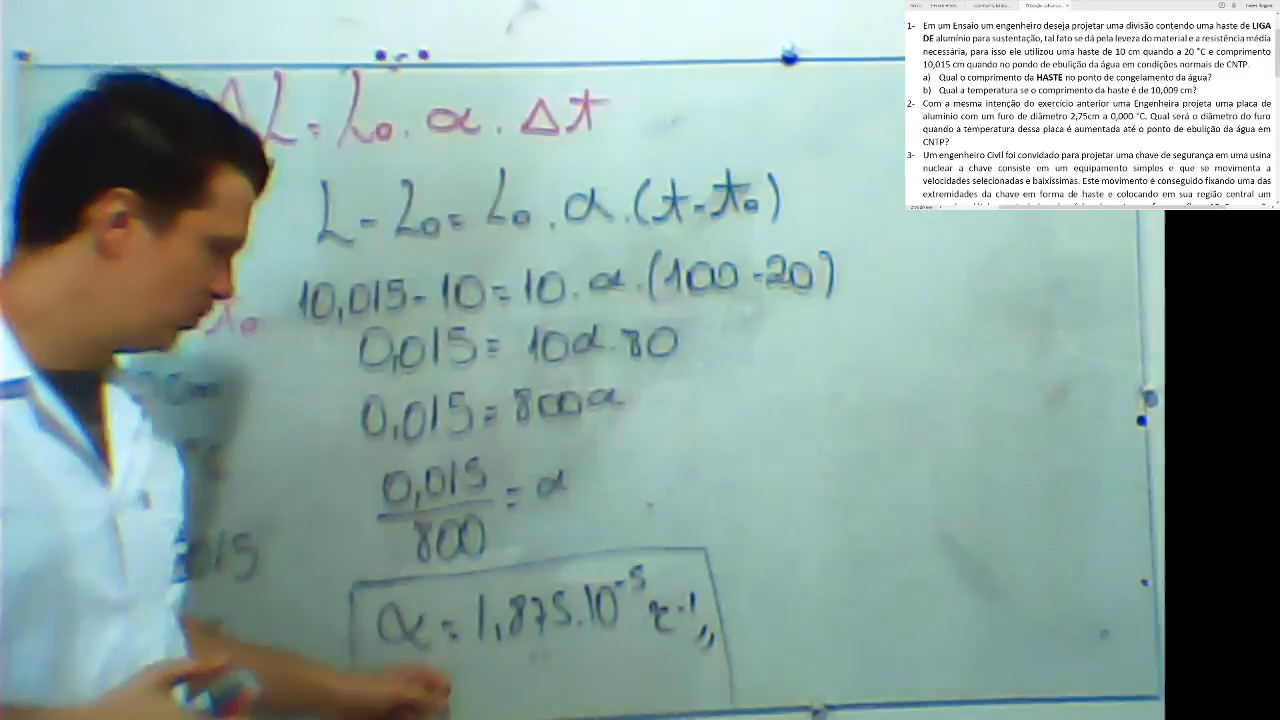 ΔL = L₀ . α . Δt
L - L₀ = L₀ . α . (t - t₀)
10,015 - 10 = 10 . α . (100 - 20)
0,015 = 10α . 80
0,015 = 800α
0,015
800
= α
α = 1,875.10⁻⁵ °C⁻¹,,
1- Em um Ensaio um engenheiro deseja projetar uma divisão contendo uma haste de LIGA
DE alumínio para sustentação, tal fato se dá pela leveza do material e a resistência média
necessária, para isso ele utilizou uma haste de 10 cm quando a 20 °C e comprimento
10,015 cm quando no pondo de ebulição da água em condições normais de CNTP.
a) Qual o comprimento da HASTE no ponto de congelamento da água?
b) Qual a temperatura se o comprimento da haste é de 10,009 cm?
2- Com a mesma intenção do exercício anterior uma Engenheira projeta uma placa de
alumínio com um furo de diâmetro 2,75cm a 0,000 °C. Qual será o diâmetro do furo
quando a temperatura dessa placa é aumentada até o ponto de ebulição da água em
CNTP?
3- Um engenheiro Civil foi convidado para projetar uma chave de segurança em uma usina
nuclear a chave consiste em um equipamento simples e que se movimenta a
velocidades selecionadas e baixíssimas. Este movimento é conseguido fixando uma das
extremidades da chave em forma de haste e colocando em sua região central um